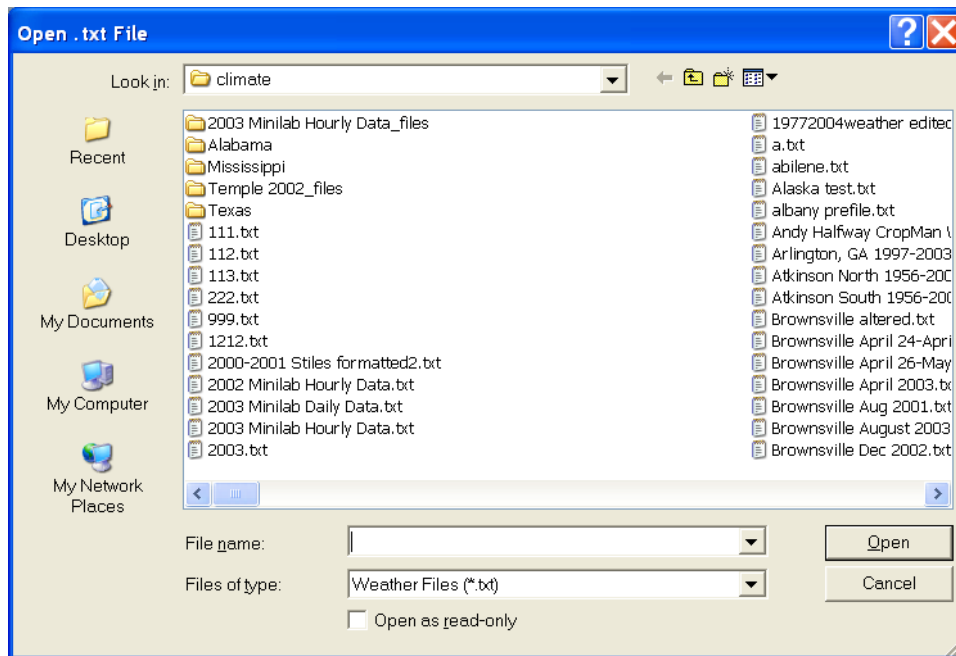 Open .txt File
Look in:
climate
Recent
Desktop
My Documents
My Computer
My Network
Places
2003 Minilab Hourly Data_files
Alabama
Mississippi
Temple 2002_files
Texas
111.txt
112.txt
113.txt
222.txt
999.txt
1212.txt
2000-2001 Stiles formatted2.txt
2002 Minilab Hourly Data.txt
2003 Minilab Daily Data.txt
2003 Minilab Hourly Data.txt
2003.txt
19772004weather edited
a.txt
abilene.txt
Alaska test.txt
albany prefile.txt
Andy Halfway CropMan
Arlington, GA 1997-2003
Atkinson North 1956-200
Atkinson South 1956-200
Brownsville altered.txt
Brownsville April 24-Apri
Brownsville April 26-May
Brownsville April 2003.tx
Brownsville Aug 2001.txt
Brownsville August 2003
Brownsville Dec 2002.txt
File name:
Open
Files of type:
Weather Files (*.txt)
Cancel
Open as read-only